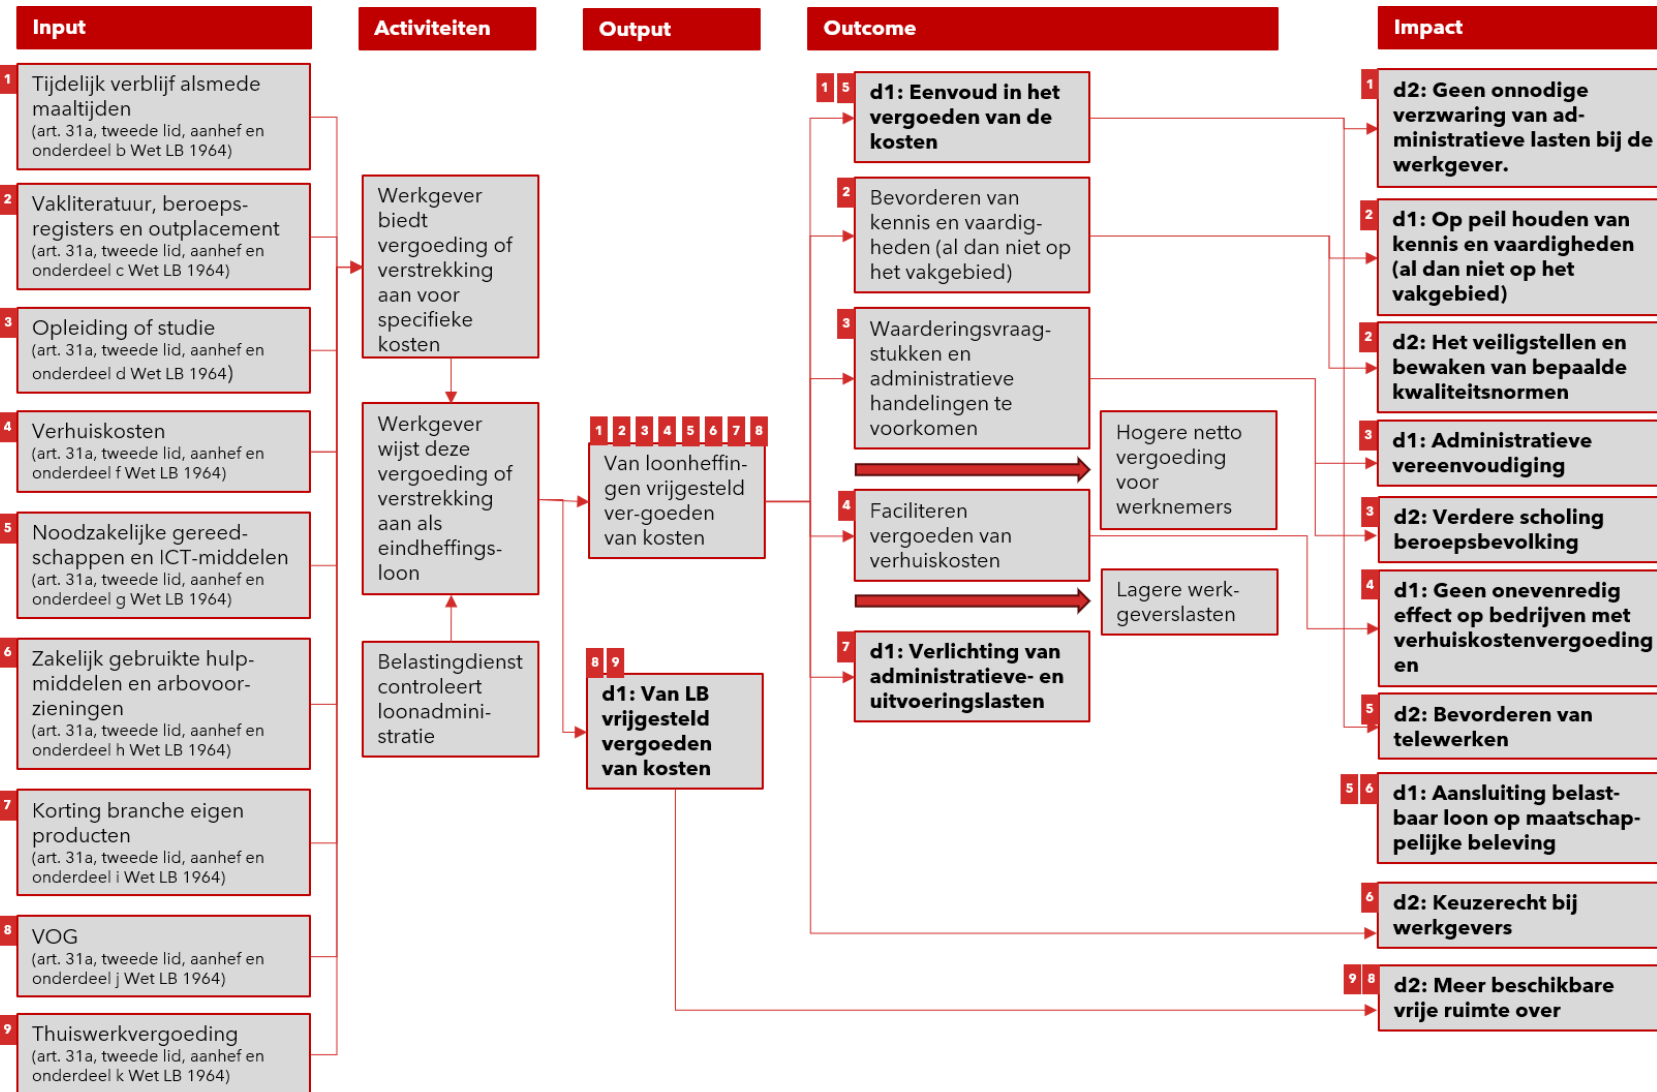 Input
1
Tijdelijk verblijf alsmede
maaltijden
(art. 31a, tweede lid, aanhef en
onderdeel b Wet LB 1964)
2
Vakliteratuur, beroeps-
registers en outplacement
(art. 31a, tweede lid, aanhef en
onderdeel c Wet LB 1964)
3
Opleiding of studie
(art. 31a, tweede lid, aanhef en
onderdeel d Wet LB 1964)
4
Verhuiskosten
(art. 31a, tweede lid, aanhef en
onderdeel f Wet LB 1964)
5
Noodzakelijke gereed-
schappen en ICT-middelen
(art. 31a, tweede lid, aanhef en
onderdeel g Wet LB 1964)
6
Zakelijk gebruikte hulp-
middelen en arbovoor-
zieningen
(art. 31a, tweede lid, aanhef en
onderdeel h Wet LB 1964)
7
Korting branche eigen
producten
(art. 31a, tweede lid, aanhef en
onderdeel i Wet LB 1964)
8
VOG
(art. 31a, tweede lid, aanhef en
onderdeel j Wet LB 1964)
9
Thuiswerkvergoeding
(art. 31a, tweede lid, aanhef en
onderdeel k Wet LB 1964)
Activiteiten
Werkgever
biedt
vergoeding of
verstrekking
aan voor
specifieke
kosten
Werkgever
wijst deze
vergoeding of
verstrekking
aan als
eindheffings-
loon
Belastingdienst
controleert
loonadmini-
stratie
Output
1 2 3 4 5 6 7 8
Van loonheffin-
gen vrijgesteld
ver-goeden
van kosten
8 9
d1: Van LB
vrijgesteld
vergoeden
van kosten
Outcome
1 5
d1: Eenvoud in het
vergoeden van de
kosten
2
Bevorderen van
kennis en vaardig-
heden (al dan niet op
het vakgebied)
3
Waarderingsvraag-
stukken en
administratieve
handelingen te
voorkomen
Hogere netto
vergoeding
voor
werknemers
4
Faciliteren
vergoeden van
verhuiskosten
Lagere werk-
geverslasten
7
d1: Verlichting van
administratieve- en
uitvoeringslasten
Impact
1
d2: Geen onnodige
verzwaring van ad-
ministratieve lasten bij de
werkgever.
2
d1: Op peil houden van
kennis en vaardigheden
(al dan niet op het
vakgebied)
2
d2: Het veiligstellen en
bewaken van bepaalde
kwaliteitsnormen
3
d1: Administratieve
vereenvoudiging
3
d2: Verdere scholing
beroepsbevolking
4
d1: Geen onevenredig
effect op bedrijven met
verhuiskostenvergoeding
en
5
d2: Bevorderen van
telewerken
5 6
d1: Aansluiting belast-
baar loon op maatschap-
pelijke beleving
6
d2: Keuzerecht bij
werkgevers
9 8
d2: Meer beschikbare
vrije ruimte over